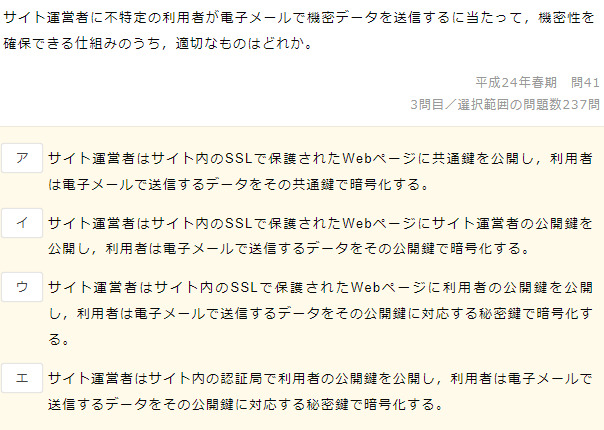 サイト運営者に不特定の利用者が電子メールで機密データを送信するに当たって，機密性を
確保できる仕組みのうち，適切なものはどれか。
平成24年春期　問41
3問目／選択範囲の問題数237問
ア サイト運営者はサイト内のSSLで保護されたWebページに共通鍵を公開し，利用者
は電子メールで送信するデータをその共通鍵で暗号化する。
イ サイト運営者はサイト内のSSLで保護されたWebページにサイト運営者の公開鍵を
公開し，利用者は電子メールで送信するデータをその公開鍵で暗号化する。
ウ サイト運営者はサイト内のSSLで保護されたWebページに利用者の公開鍵を公開
し，利用者は電子メールで送信するデータをその公開鍵に対応する秘密鍵で暗号化す
る。
エ サイト運営者はサイト内の認証局で利用者の公開鍵を公開し，利用者は電子メールで
送信するデータをその公開鍵に対応する秘密鍵で暗号化する。